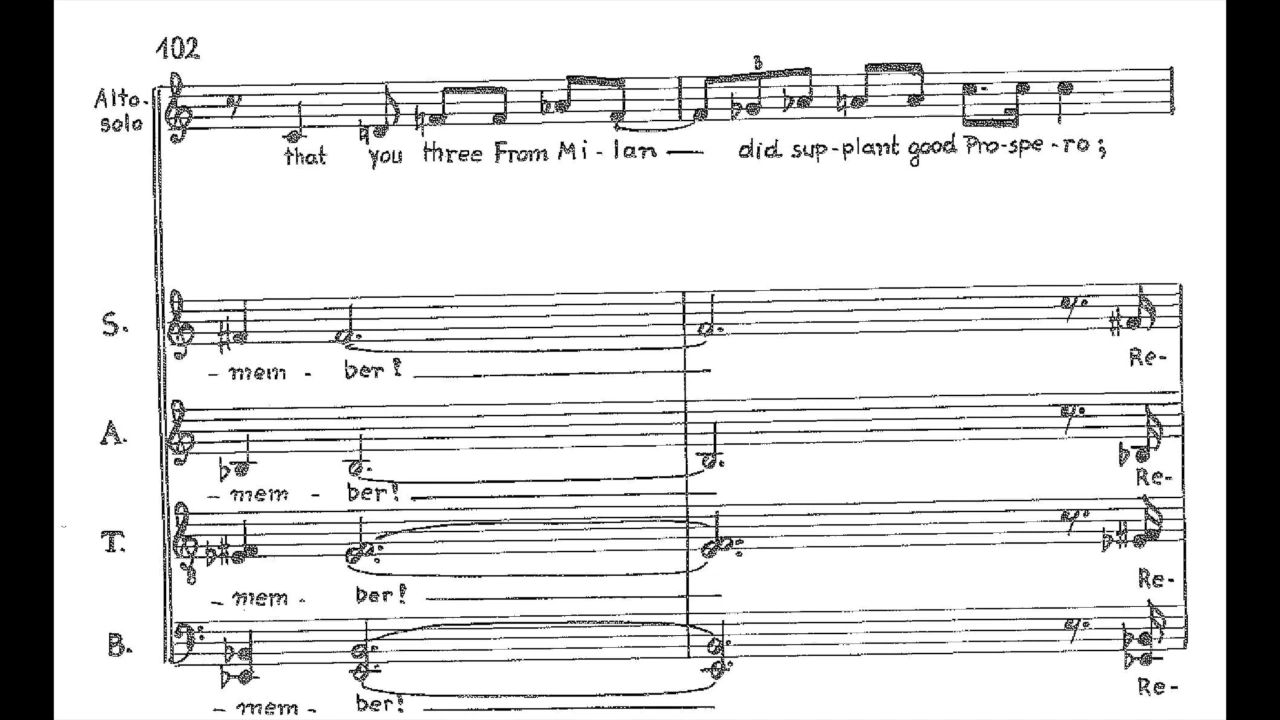 102
3
Alto-
solo
that you three From Mi-lan — did sup-plant good Pro-spe-ro;
S.
-mem - ber! Re-
A.
-mem - ber! Re-
T.
-mem - ber! Re-
B.
-mem - ber! Re-